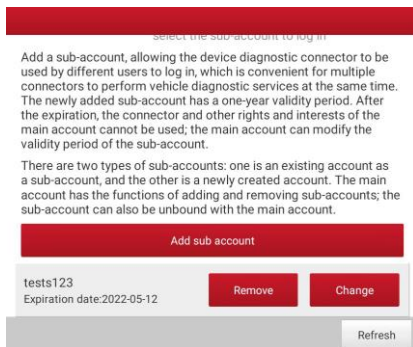 select the sub-account to log in
Add a sub-account, allowing the device diagnostic connector to be
used by different users to log in, which is convenient for multiple
connectors to perform vehicle diagnostic services at the same time.
The newly added sub-account has a one-year validity period. After
the expiration, the connector and other rights and interests of the
main account cannot be used; the main account can modify the
validity period of the sub-account.
There are two types of sub-accounts: one is an existing account as
a sub-account, and the other is a newly created account. The main
account has the functions of adding and removing sub-accounts; the
sub-account can also be unbound with the main account.
Add sub account
tests123
Expiration date:2022-05-12
Remove
Change
Refresh